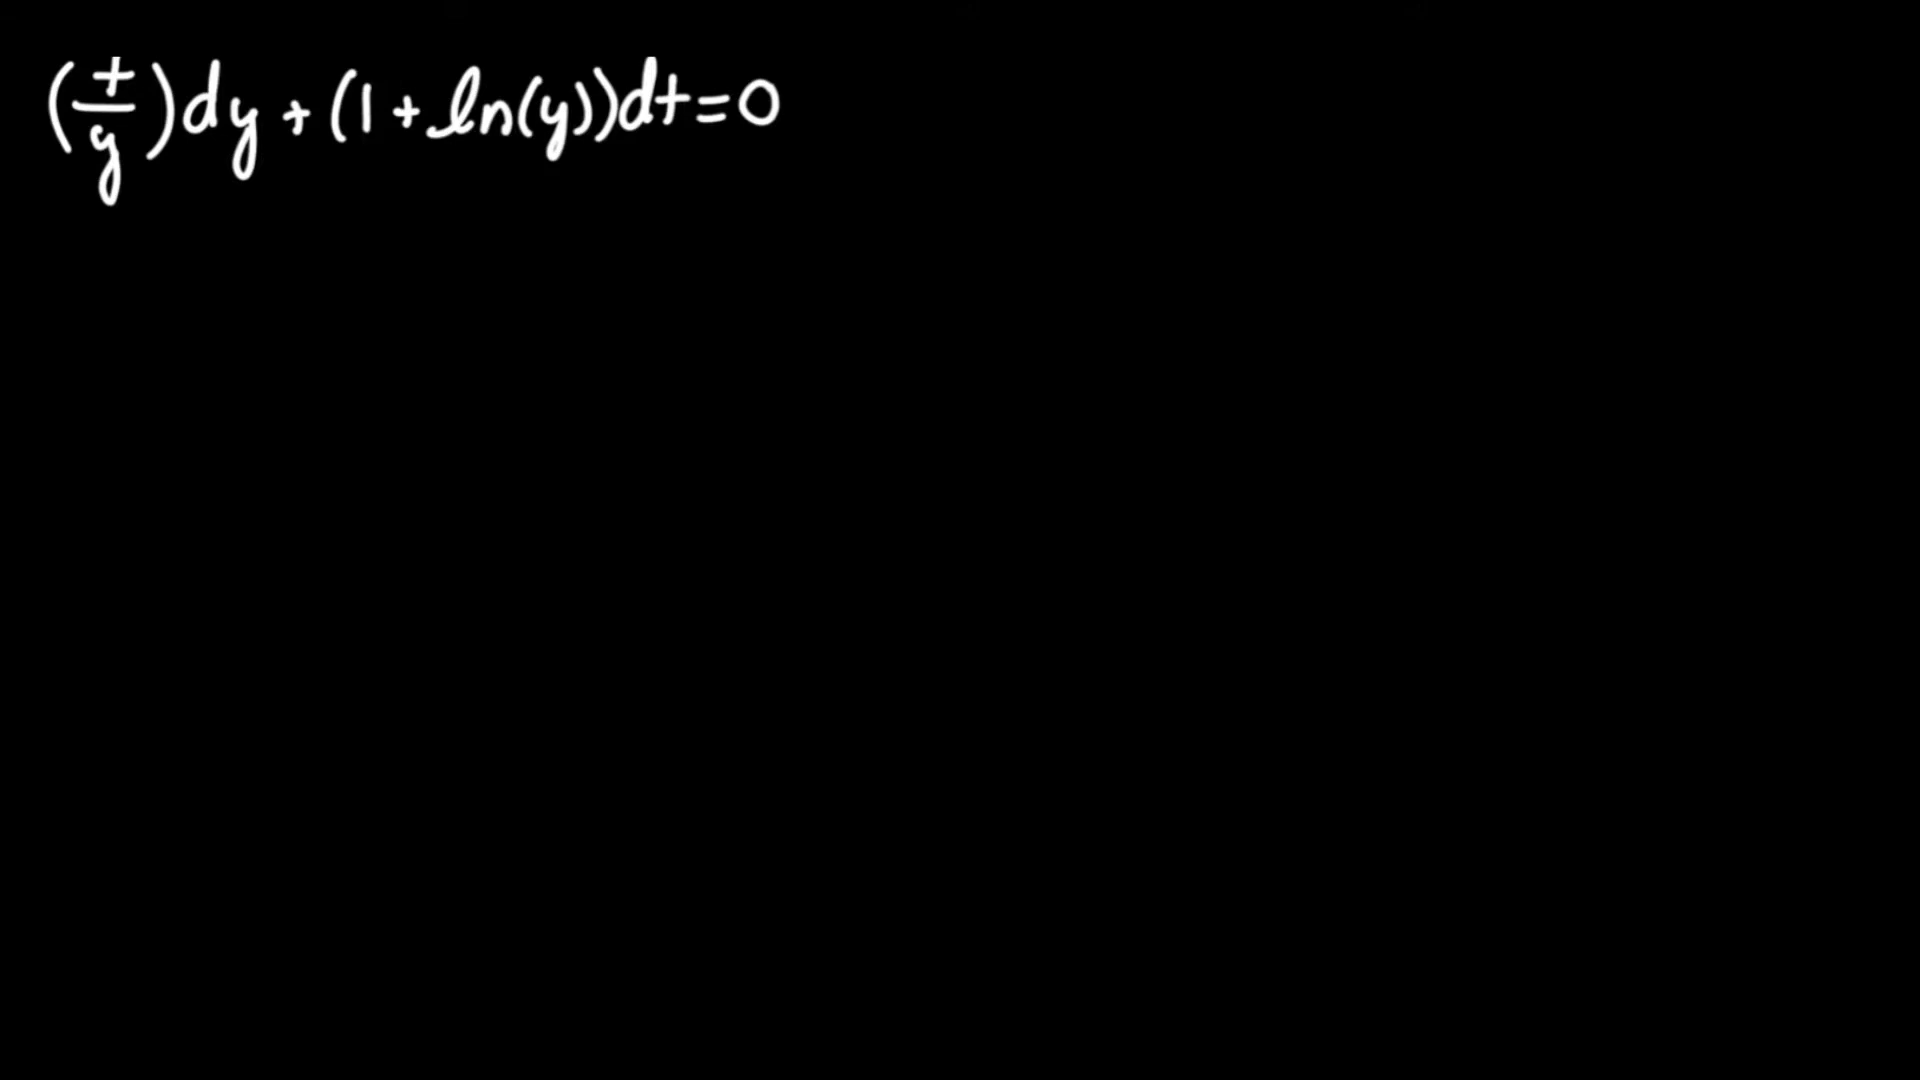 (t/y)dy + (1 + ln(y))dt = 0